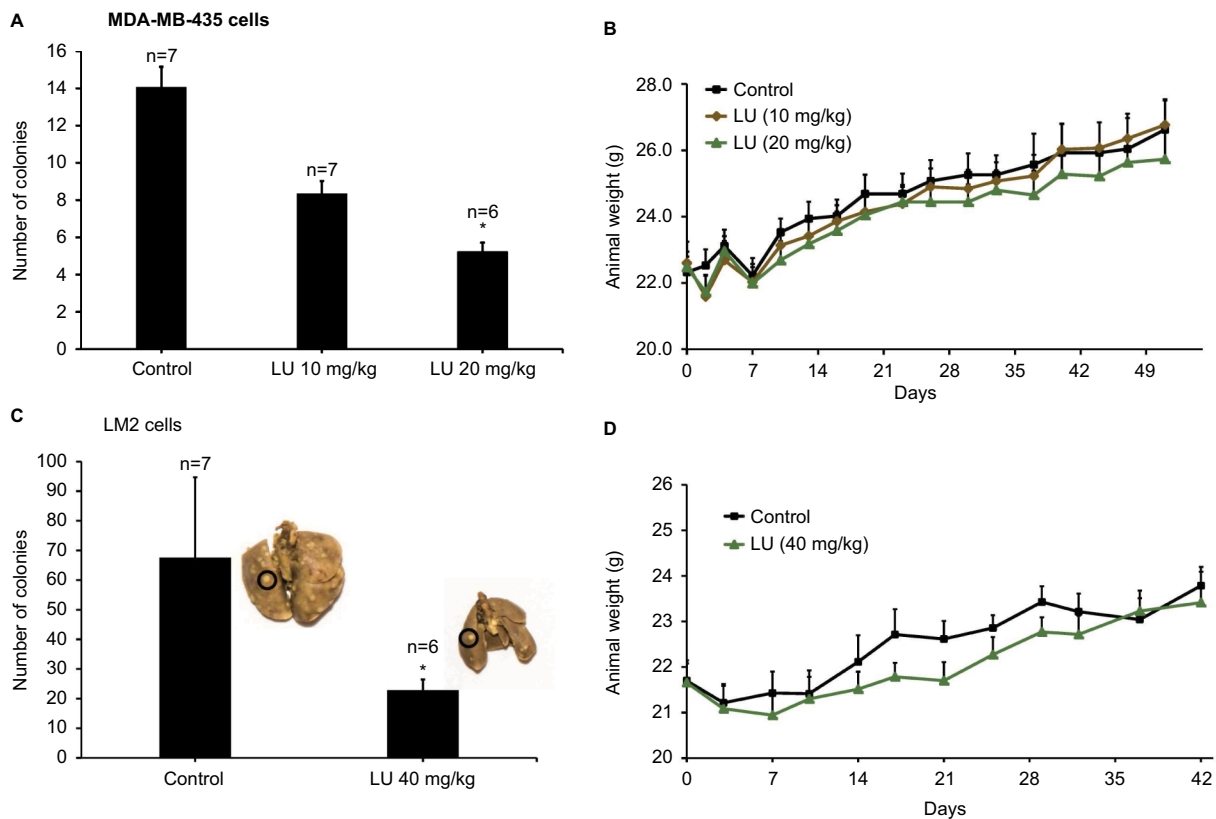 A
MDA-MB-435 cells
Number of colonies
16
14
12
10
8
6
4
2
0
n=7
n=7
n=6
*
Control
LU 10 mg/kg
LU 20 mg/kg
B
Animal weight (g)
28.0
26.0
24.0
22.0
20.0
Control
LU (10 mg/kg)
LU (20 mg/kg)
0 7 14 21 28 35 42 49
Days
C
LM2 cells
Number of colonies
100
90
80
70
60
50
40
30
20
10
0
n=7
n=6
*
Control
LU 40 mg/kg
D
Animal weight (g)
26
25
24
23
22
21
20
Control
LU (40 mg/kg)
0 7 14 21 28 35 42
Days